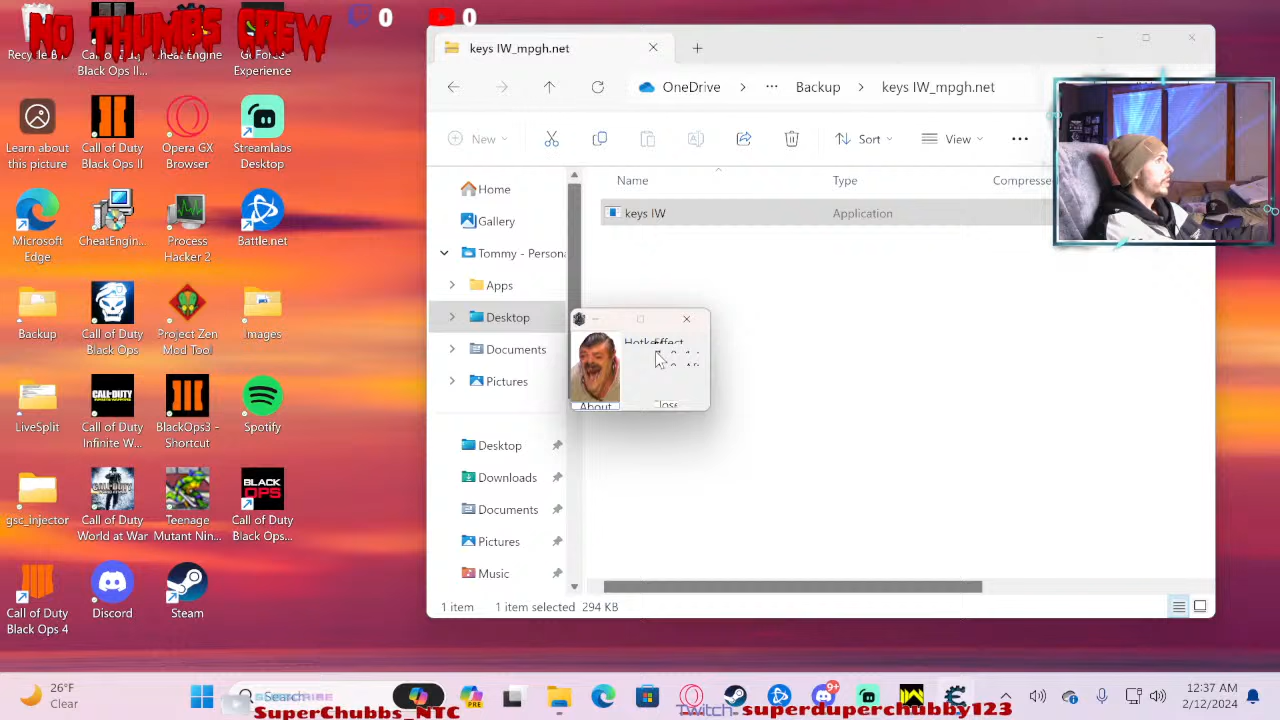 NO THUMBS CREW
0
0
Recycle B
Call of Duty
Black Ops II...
Cheat Engine
GeForce
Experience
Learn about
this picture
Call of Duty
Black Ops II
Opera GX
Browser
Streamlabs
Desktop
Microsoft
Edge
CheatEngin...
Process
Hacker 2
Battle.net
Backup
Call of Duty
Black Ops
Project Zen
Mod Tool
Images
LiveSplit
Call of Duty
Infinite W...
BlackOps3 -
Shortcut
Spotify
gsc_injector
Call of Duty
World at War
Teenage
Mutant Nin...
BLACK
OPS
Call of Duty
Black Ops...
Call of Duty
Black Ops 4
Discord
Steam
keys IW_mpgh.net
OneDrive > ... > Backup > keys IW_mpgh.net
New
Sort
View
Name
Type
Compresse
Home
Gallery
Tommy - Persona
Apps
Desktop
Documents
Pictures
Desktop
Downloads
Documents
Pictures
Music
keys IW
Application
About
Close
1 item
1 item selected
294 KB
26°F
Clear
Search
SUBSCRIBE
SuperChubbs_NTC
PRE
9+
Twitch- superduperchubby123
12:37 AM
2/12/2024